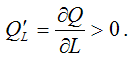 Q′_L = ∂Q/∂L > 0 .